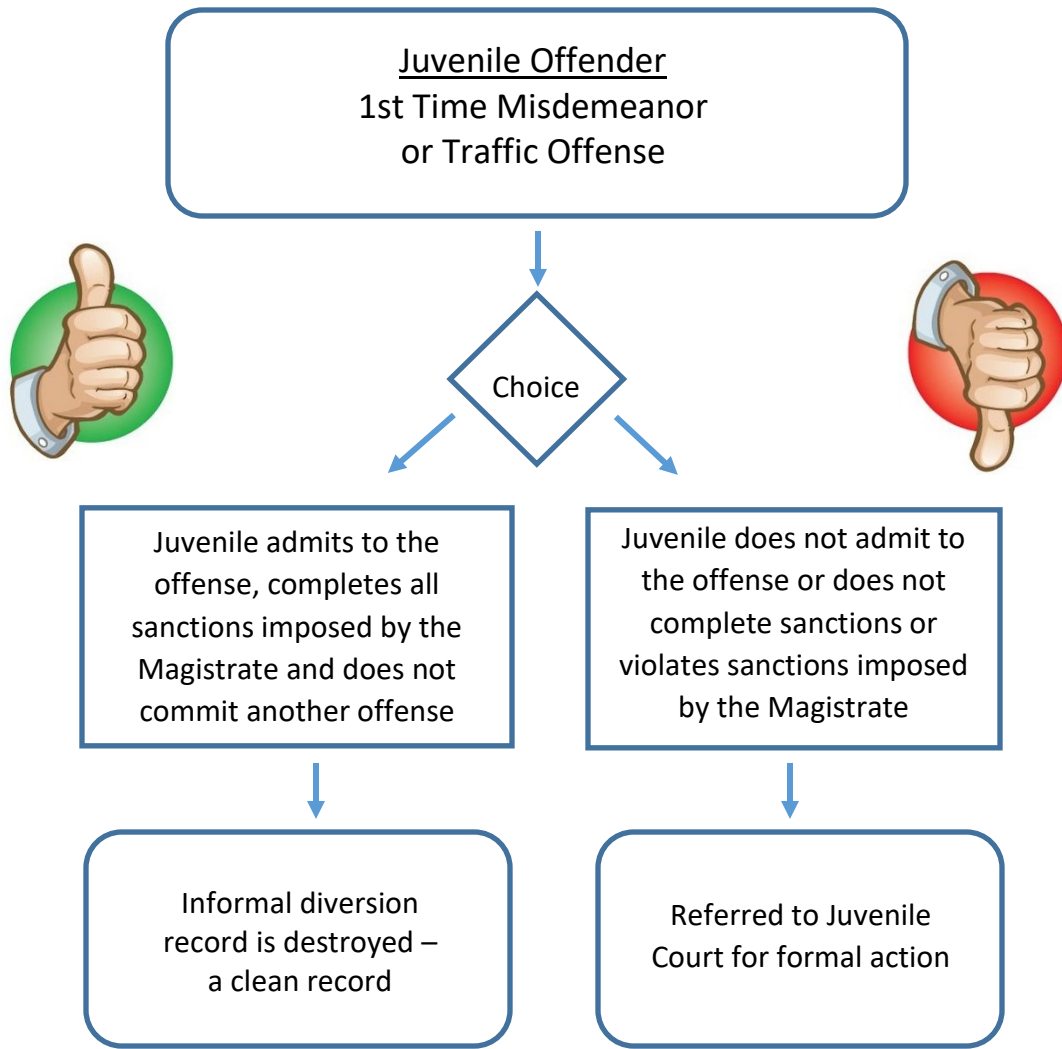 Juvenile Offender
1st Time Misdemeanor
or Traffic Offense
Choice
Juvenile admits to the
offense, completes all
sanctions imposed by the
Magistrate and does not
commit another offense
Juvenile does not admit to
the offense or does not
complete sanctions or
violates sanctions imposed
by the Magistrate
Informal diversion
record is destroyed –
a clean record
Referred to Juvenile
Court for formal action